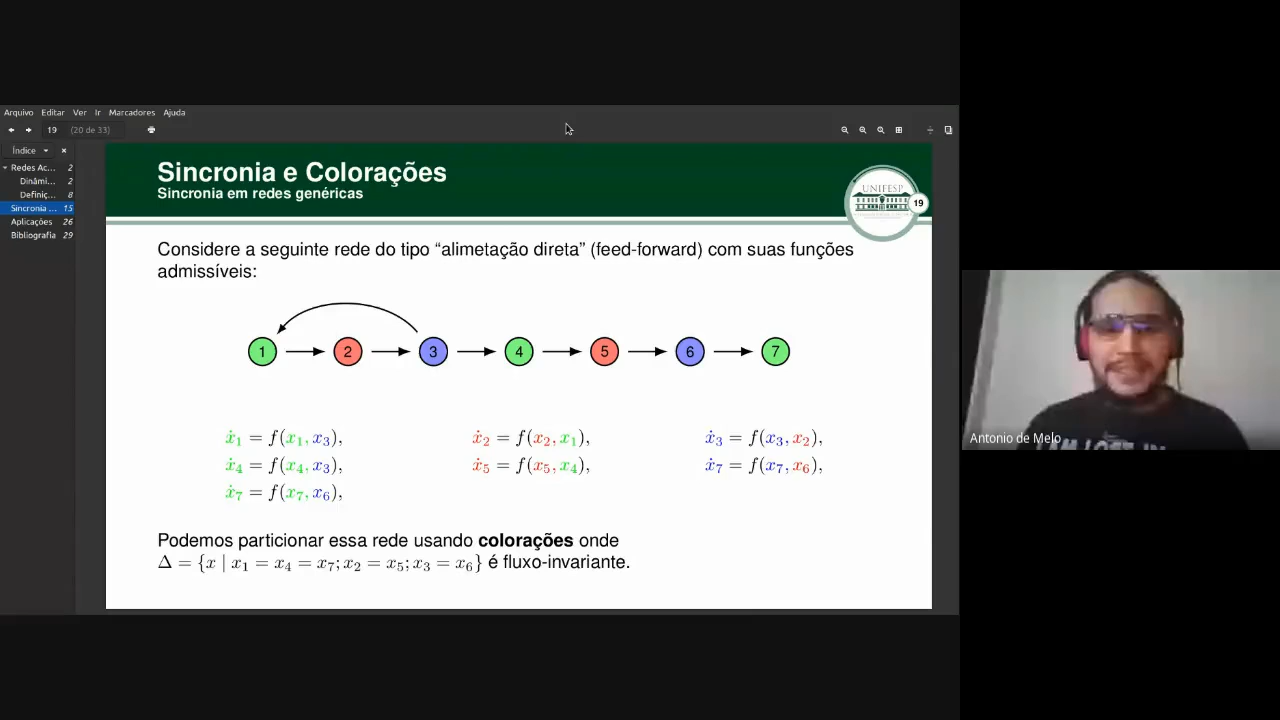 Arquivo Editar Ver Ir Marcadores Ajuda
19 (20 de 33)
Índice
Redes Ac... 2
Dinâmi... 2
Definiç... 8
Sincronia ... 15
Aplicações 26
Bibliografia 29
Sincronia e Colorações
Sincronia em redes genéricas
UNIFESP
19
Considere a seguinte rede do tipo “alimetação direta” (feed-forward) com suas funções
admissíveis:
1 2 3 4 5 6 7
ẋ₁ = f(x₁, x₃), ẋ₂ = f(x₂, x₁), ẋ₃ = f(x₃, x₂),
ẋ₄ = f(x₄, x₃), ẋ₅ = f(x₅, x₄), ẋ₇ = f(x₇, x₆),
ẋ₇ = f(x₇, x₆),
Podemos particionar essa rede usando colorações onde
Δ = {x | x₁ = x₄ = x₇; x₂ = x₅; x₃ = x₆} é fluxo-invariante.
Antonio de Melo